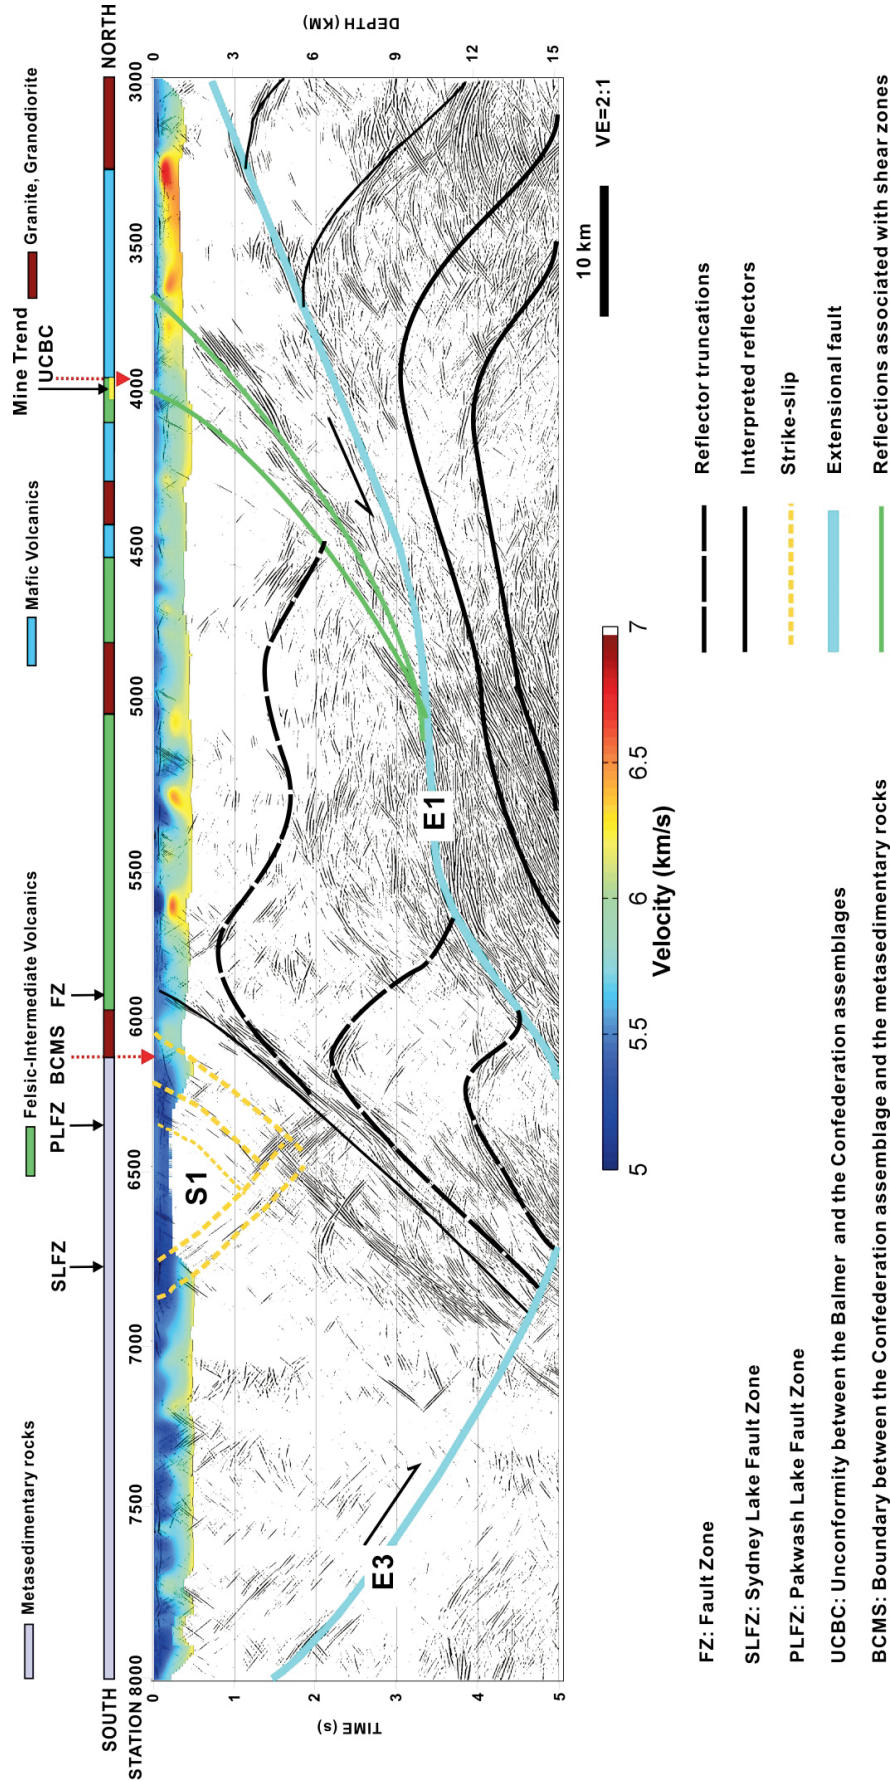 Metasedimentary rocks
Felsic-Intermediate Volcanics
Mafic Volcanics
Granite, Granodiorite
Mine Trend
SLFZ
PLFZ
BCMS
FZ
UCBC
SOUTH
NORTH
STATION 8000 7500 7000 6500 6000 5500 5000 4500 4000 3500 3000
0 0
1 3
2 6
3 9
4 12
5 15
TIME (s)
DEPTH (KM)
S1
E1
E3
10 km
VE=2:1
5 5.5 6 6.5 7
Velocity (km/s)
FZ: Fault Zone
SLFZ: Sydney Lake Fault Zone
PLFZ: Pakwash Lake Fault Zone
UCBC: Unconformity between the Balmer and the Confederation assemblages
BCMS: Boundary between the Confederation assemblage and the metasedimentary rocks
Reflector truncations
Interpreted reflectors
Strike-slip
Extensional fault
Reflections associated with shear zones